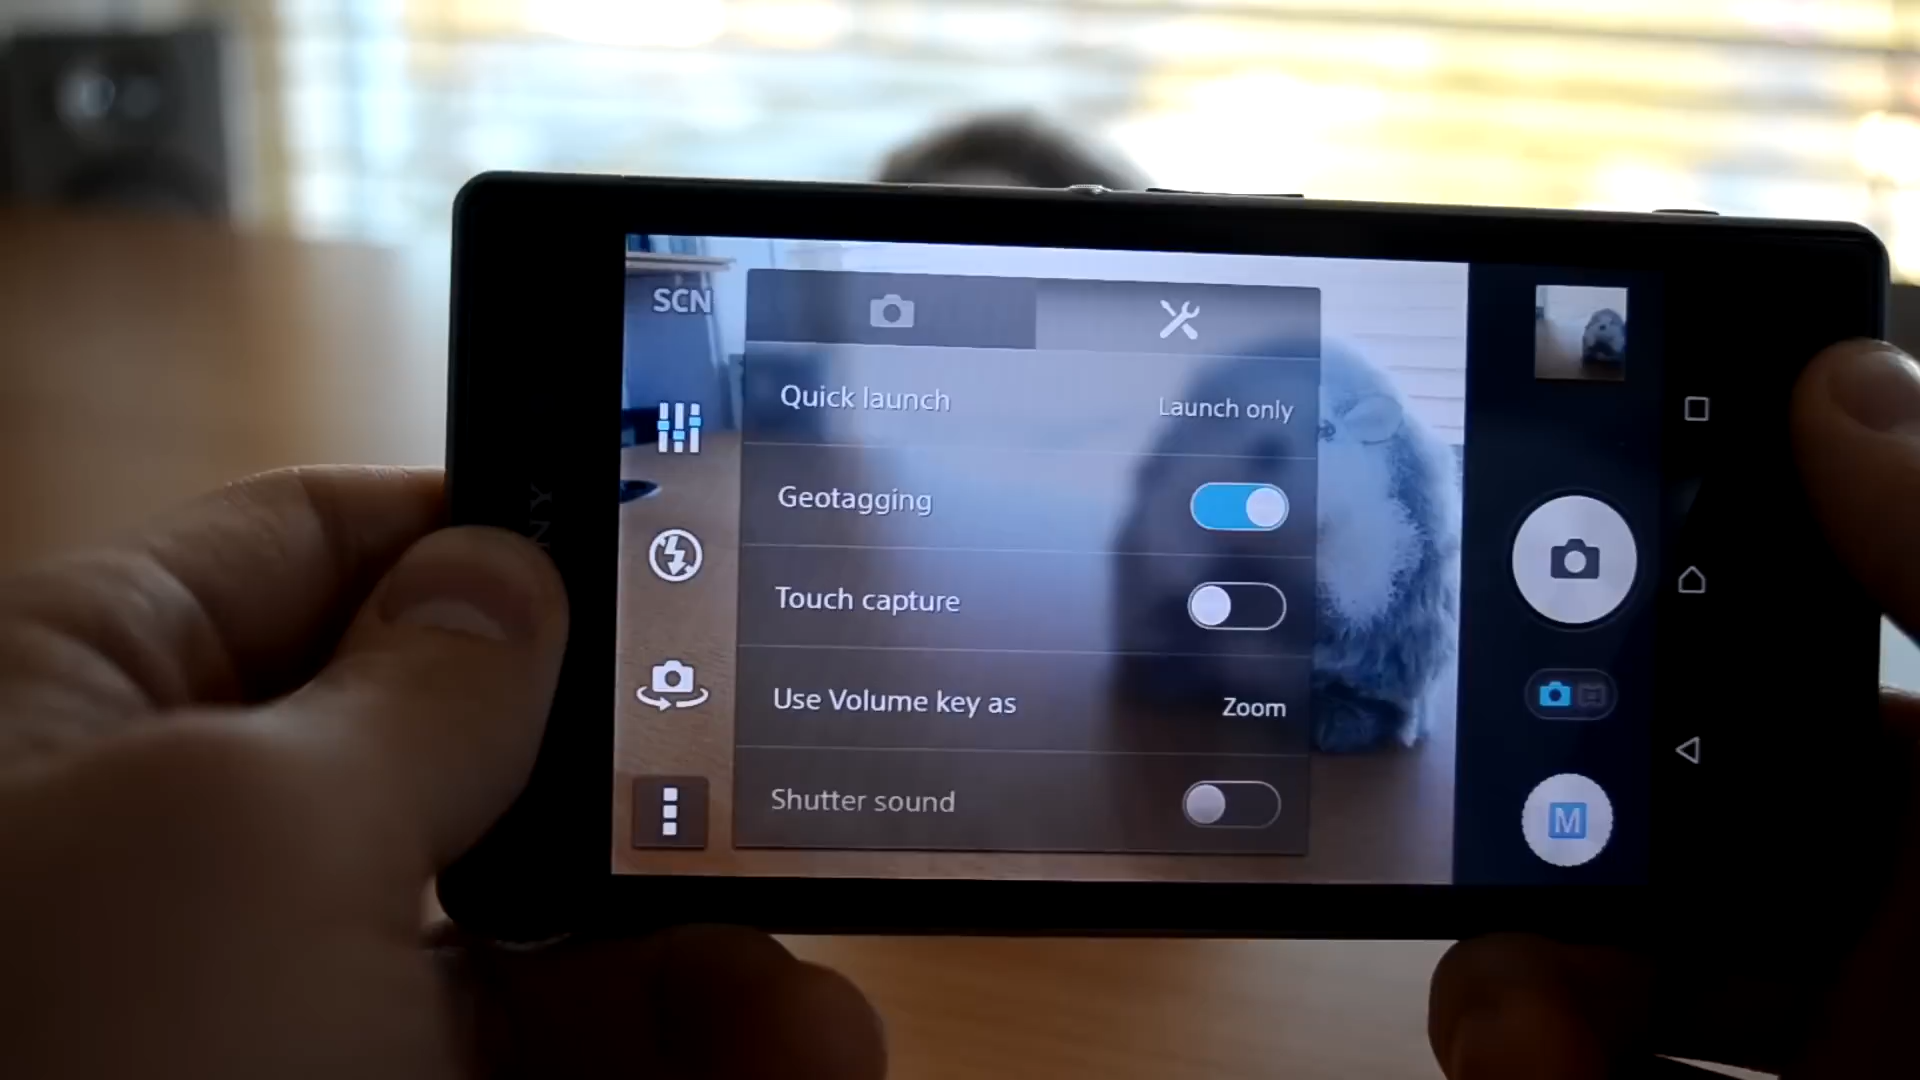 SCN
Quick launch Launch only
Geotagging
Touch capture
Use Volume key as Zoom
Shutter sound
M